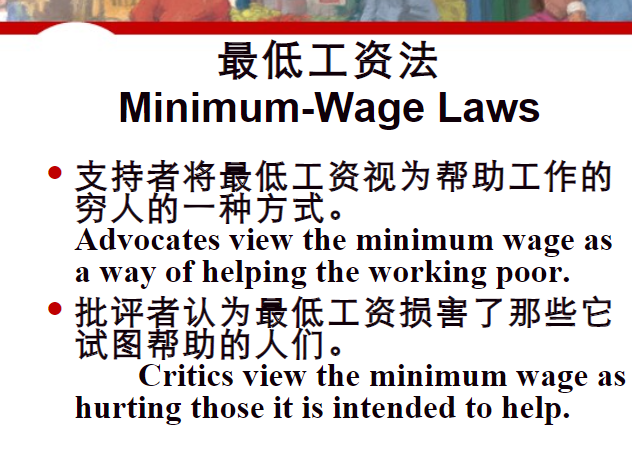 最低工资法
Minimum-Wage Laws
• 支持者将最低工资视为帮助工作的
穷人的一种方式。
Advocates view the minimum wage as
a way of helping the working poor.
• 批评者认为最低工资损害了那些它
试图帮助的人们。
Critics view the minimum wage as
hurting those it is intended to help.